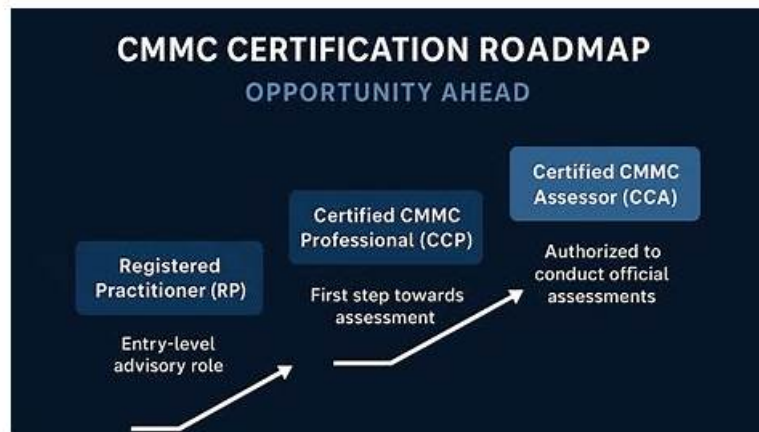 CMMC CERTIFICATION ROADMAP
OPPORTUNITY AHEAD
Registered
Practitioner (RP)
Entry-level
advisory role
Certified CMMC
Professional (CCP)
First step towards
assessment
Certified CMMC
Assessor (CCA)
Authorized to
conduct official
assessments